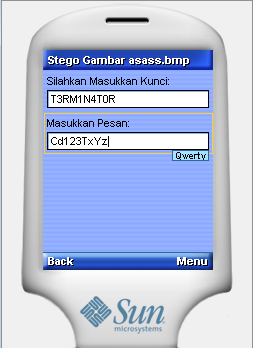 Stego Gambar asass.bmp
Silahkan Masukkan Kunci:
T3RM1N4T0R
Masukkan Pesan:
Cd123TxYz
Qwerty
Back Menu
Sun
microsystems